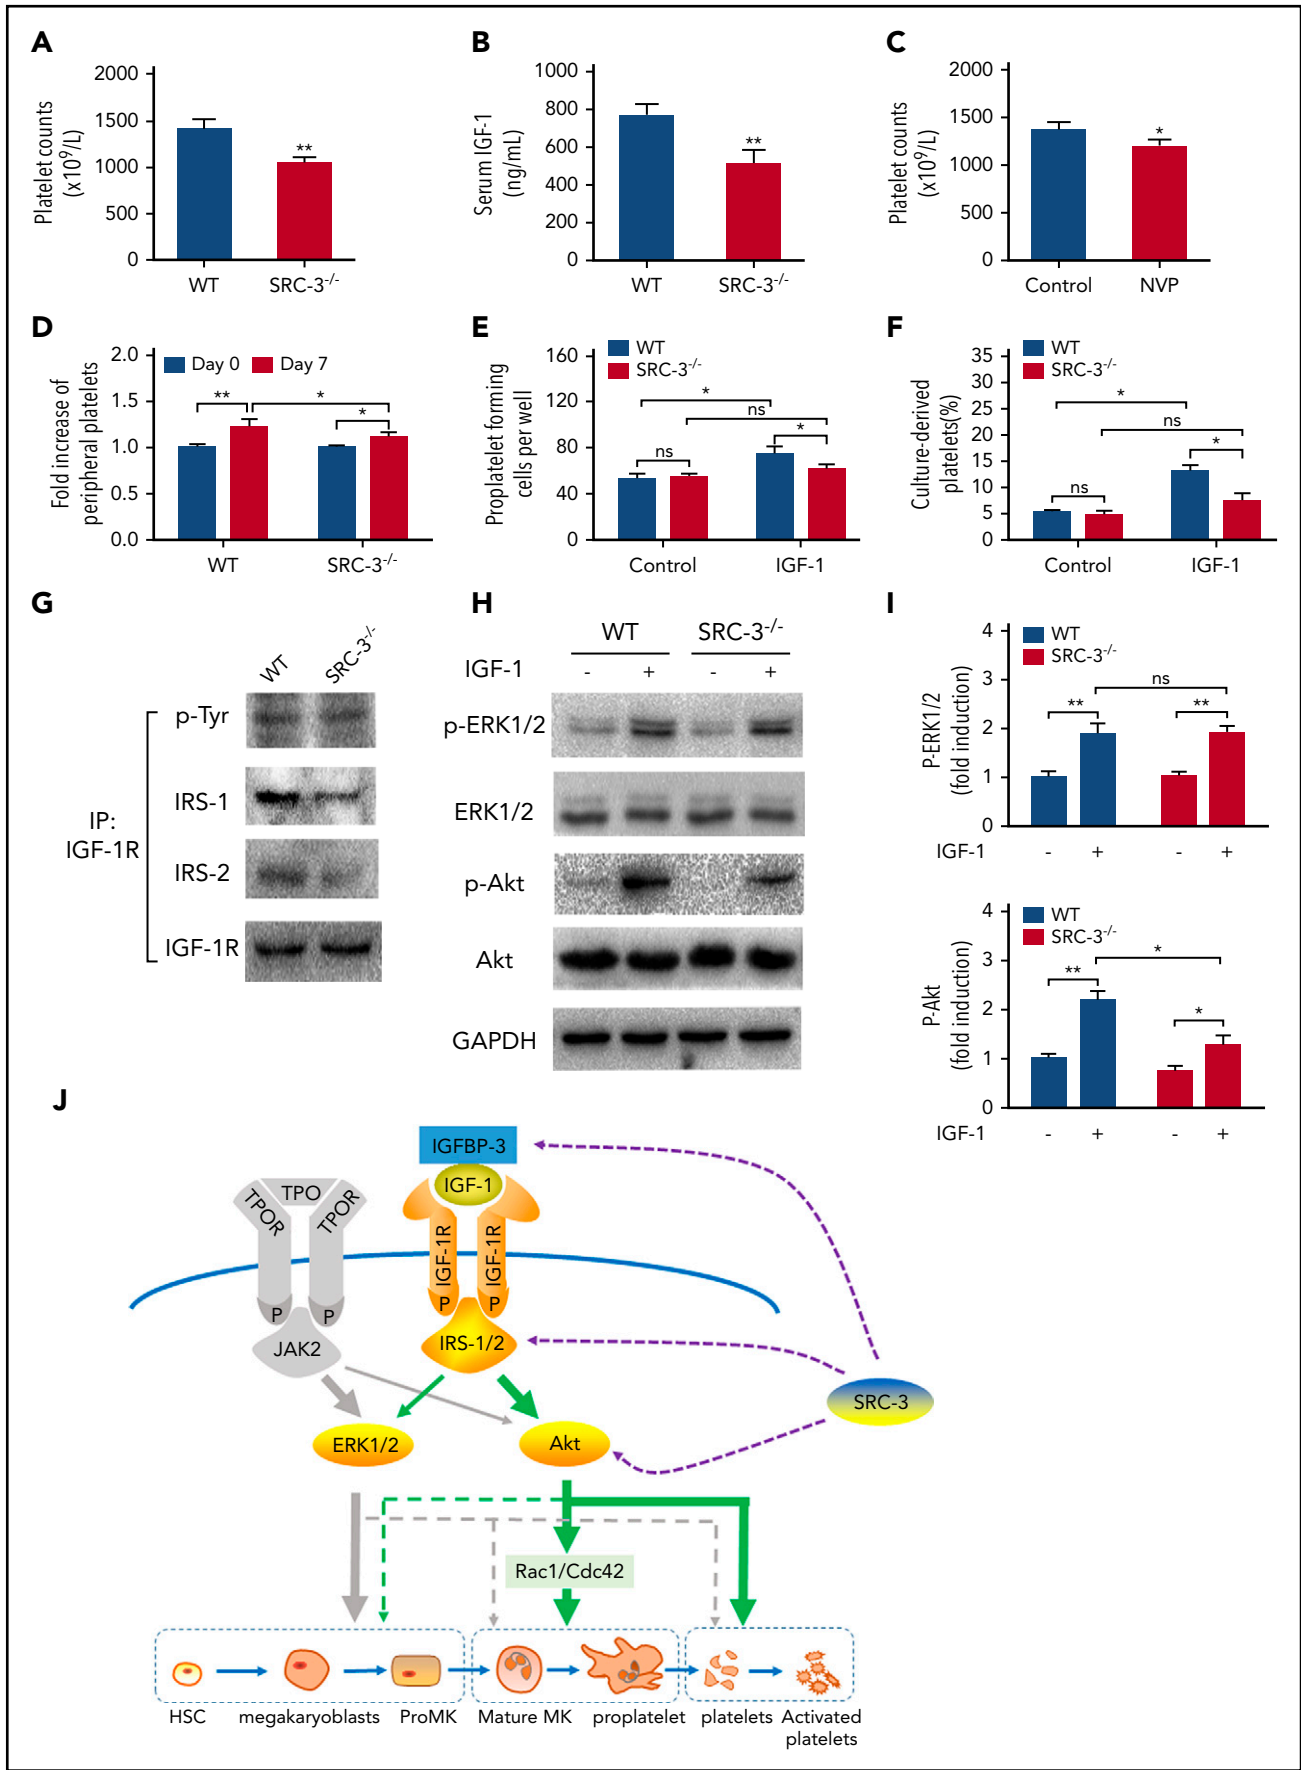 A
Platelet counts
(x10⁹/L)
2000
1500
1000
500
0
**
WT
SRC-3⁻/⁻
B
Serum IGF-1
(ng/mL)
1000
800
600
400
200
0
**
WT
SRC-3⁻/⁻
C
Platelet counts
(x10⁹/L)
2000
1500
1000
500
0
*
Control
NVP
D
Fold increase of
peripheral platelets
2.0
1.5
1.0
0.5
0.0
Day 0
Day 7
**
*
*
WT
SRC-3⁻/⁻
E
Proplatelet forming
cells per well
160
120
80
40
0
WT
SRC-3⁻/⁻
*
ns
*
ns
Control
IGF-1
F
Culture-derived
platelets(%)
35
30
25
20
15
10
5
0
WT
SRC-3⁻/⁻
*
ns
*
ns
Control
IGF-1
G
WT
SRC-3⁻/⁻
IP:
IGF-1R
p-Tyr
IRS-1
IRS-2
IGF-1R
H
WT
SRC-3⁻/⁻
IGF-1
-
+
-
+
p-ERK1/2
ERK1/2
p-Akt
Akt
GAPDH
I
P-ERK1/2
(fold induction)
4
3
2
1
0
WT
SRC-3⁻/⁻
ns
**
**
IGF-1
-
+
-
+
P-Akt
(fold induction)
4
3
2
1
0
WT
SRC-3⁻/⁻
*
**
*
IGF-1
-
+
-
+
J
IGFBP-3
IGF-1
TPO
TPOR
TPOR
IGF-1R
IGF-1R
P
P
P
P
JAK2
IRS-1/2
SRC-3
ERK1/2
Akt
Rac1/Cdc42
HSC
megakaryoblasts
ProMK
Mature MK
proplatelet
platelets
Activated
platelets